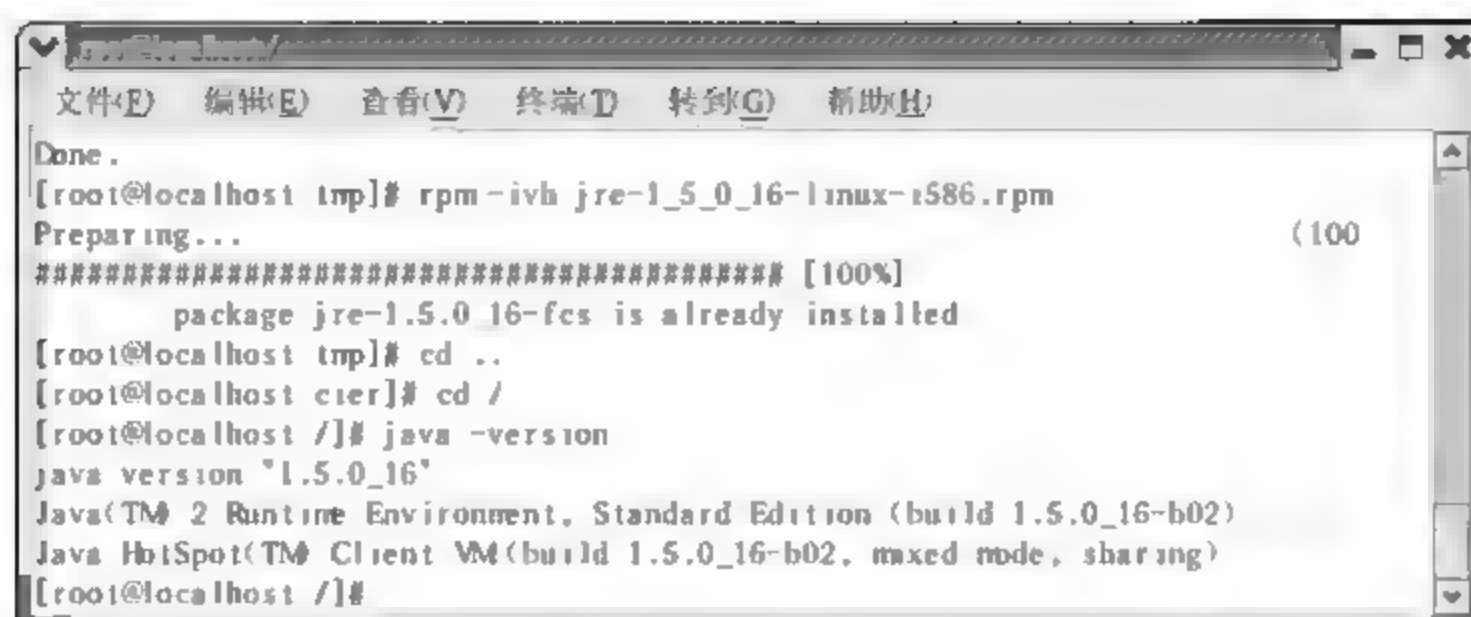 文件(F) 编辑(E) 查看(V) 终端(T) 转到(G) 帮助(H)
Done.
[root@localhost tmp]# rpm -ivh jre-1_5_0_16-linux-i586.rpm
Preparing... (100
########################################### [100%]
package jre-1.5.0_16-fcs is already installed
[root@localhost tmp]# cd ..
[root@localhost cier]# cd /
[root@localhost /]# java -version
java version "1.5.0_16"
Java(TM) 2 Runtime Environment, Standard Edition (build 1.5.0_16-b02)
Java HotSpot(TM) Client VM (build 1.5.0_16-b02, mixed mode, sharing)
[root@localhost /]#